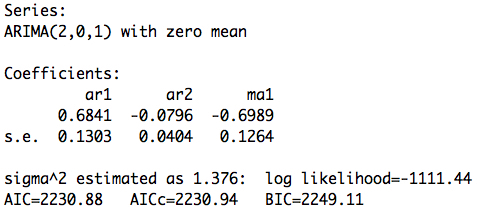 Series:
ARIMA(2,0,1) with zero mean
Coefficients:
ar1 ar2 ma1
0.6841 -0.0796 -0.6989
s.e. 0.1303 0.0404 0.1264
sigma^2 estimated as 1.376: log likelihood=-1111.44
AIC=2230.88 AICc=2230.94 BIC=2249.11